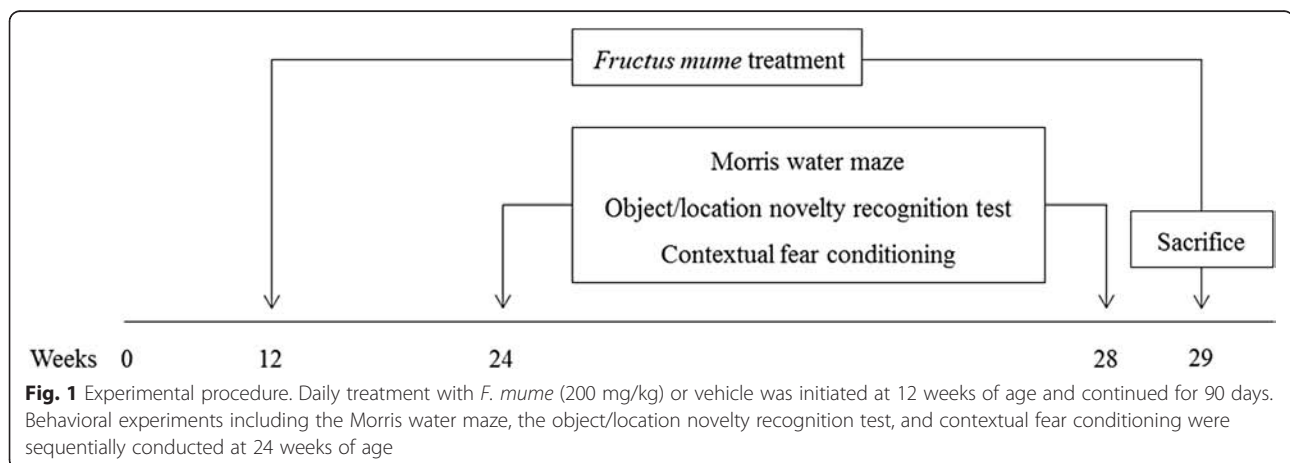 Fructus mume treatment
Morris water maze
Object/location novelty recognition test
Contextual fear conditioning
Sacrifice
Weeks 0 12 24 28 29
Fig. 1 Experimental procedure. Daily treatment with F. mume (200 mg/kg) or vehicle was initiated at 12 weeks of age and continued for 90 days.
Behavioral experiments including the Morris water maze, the object/location novelty recognition test, and contextual fear conditioning were
sequentially conducted at 24 weeks of age